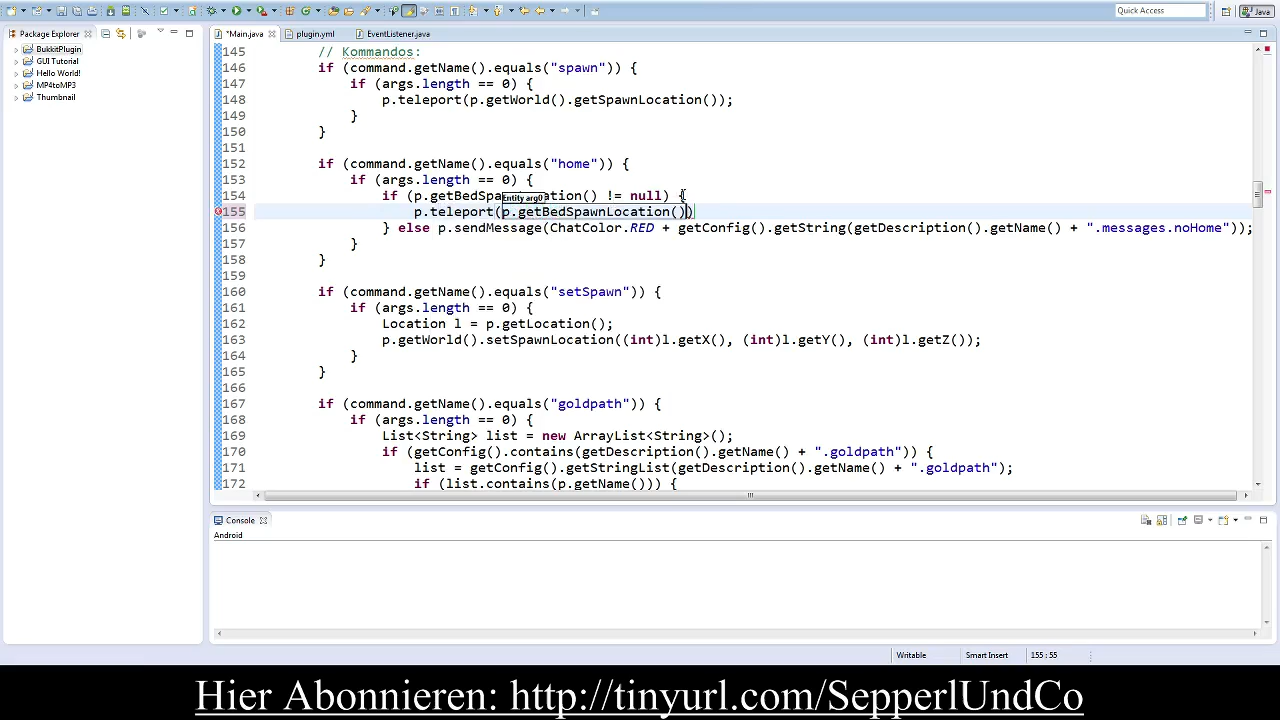 Quick Access
Java
Package Explorer
*Main.java
plugin.yml
EventListener.java
BukkitPlugin
GUI Tutorial
Hello World!
MP4toMP3
Thumbnail
145 // Kommandos:
146 if (command.getName().equals("spawn")) {
147 if (args.length == 0) {
148 p.teleport(p.getWorld().getSpawnLocation());
149 }
150 }
151
152 if (command.getName().equals("home")) {
153 if (args.length == 0) {
154 if (p.getBedSpa Entity arg0 ation() != null) {
155 p.teleport(p.getBedSpawnLocation())
156 } else p.sendMessage(ChatColor.RED + getConfig().getString(getDescription().getName() + ".messages.noHome"));
157 }
158 }
159
160 if (command.getName().equals("setSpawn")) {
161 if (args.length == 0) {
162 Location l = p.getLocation();
163 p.getWorld().setSpawnLocation((int)l.getX(), (int)l.getY(), (int)l.getZ());
164 }
165 }
166
167 if (command.getName().equals("goldpath")) {
168 if (args.length == 0) {
169 List<String> list = new ArrayList<String>();
170 if (getConfig().contains(getDescription().getName() + ".goldpath")) {
171 list = getConfig().getStringList(getDescription().getName() + ".goldpath");
172 if (list.contains(p.getName())) {
Console
Android
Writable
Smart Insert
155 : 55
Hier Abonnieren: http://tinyurl.com/SepperlUndCo